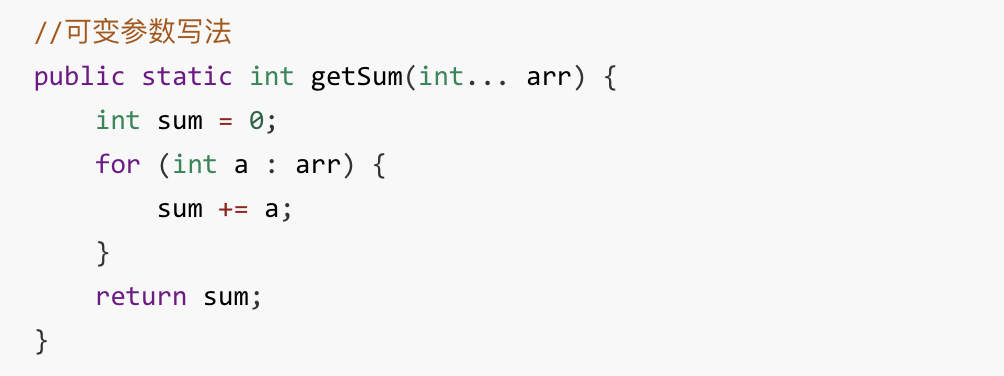 //可变参数写法
public static int getSum(int... arr) {
    int sum = 0;
    for (int a : arr) {
        sum += a;
    }
    return sum;
}